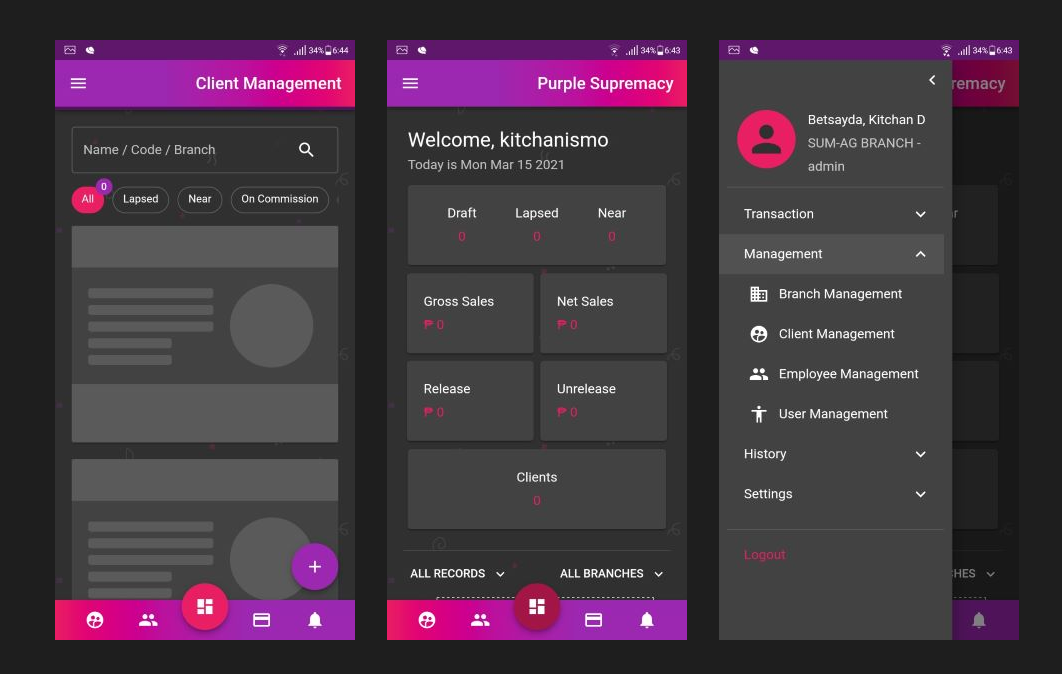 34% 6:44
Client Management
Name / Code / Branch
0
All Lapsed Near On Commission
34% 6:43
Purple Supremacy
Welcome, kitchanismo
Today is Mon Mar 15 2021
Draft Lapsed Near
0 0 0
Gross Sales Net Sales
₱ 0 ₱ 0
Release Unrelease
₱ 0 ₱ 0
Clients
0
ALL RECORDS ALL BRANCHES
34% 6:43
remacy
Betsayda, Kitchan D
SUM-AG BRANCH -
admin
Transaction
Management
Branch Management
Client Management
Employee Management
User Management
History
Settings
Logout
HES